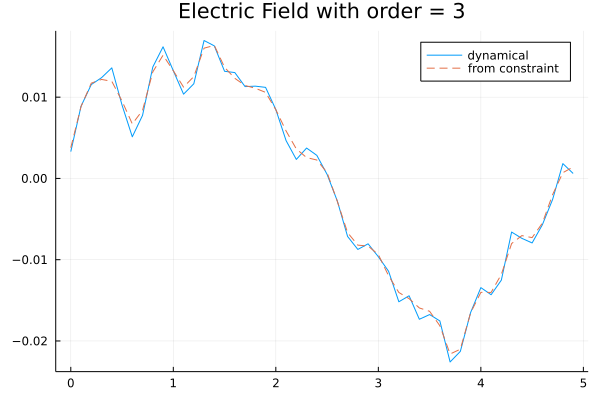 Electric Field with order = 3
dynamical
from constraint
0.01
0.00
−0.01
−0.02
0 1 2 3 4 5